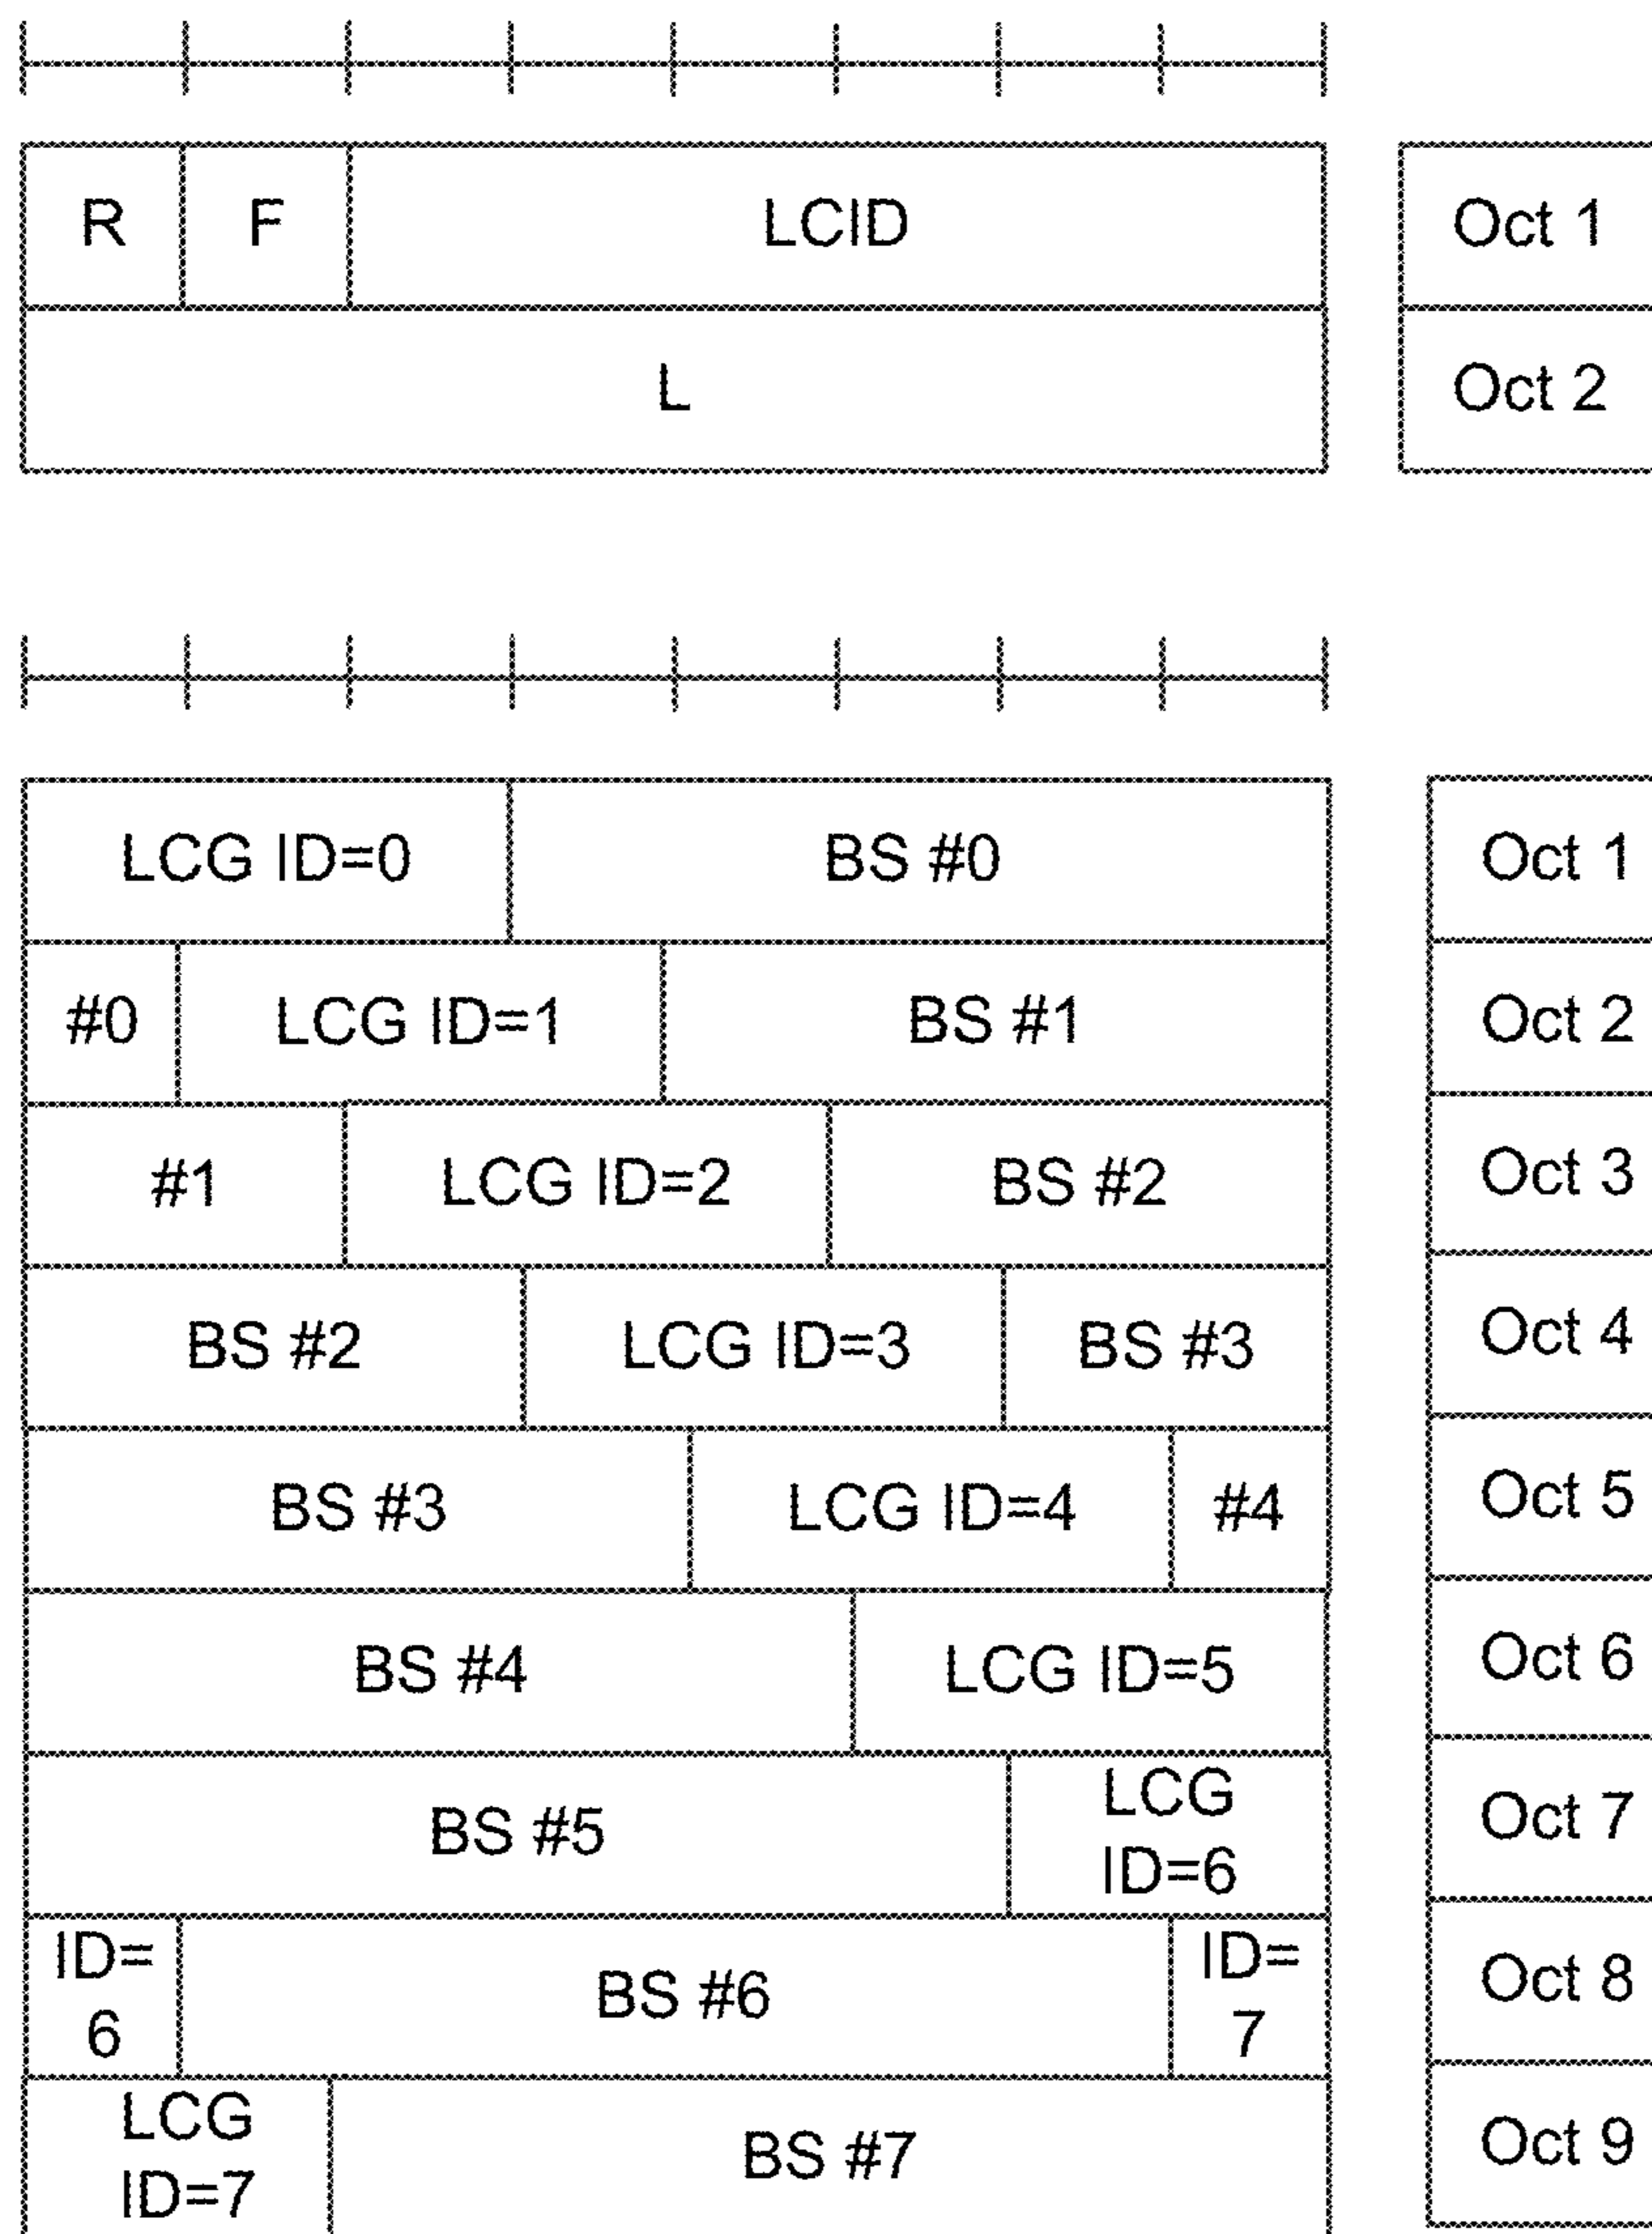 R F LCID Oct 1
L Oct 2
LCG ID=0 BS #0 Oct 1
#0 LCG ID=1 BS #1 Oct 2
#1 LCG ID=2 BS #2 Oct 3
BS #2 LCG ID=3 BS #3 Oct 4
BS #3 LCG ID=4 #4 Oct 5
BS #4 LCG ID=5 Oct 6
BS #5 LCG
ID=6 Oct 7
ID=
6 BS #6 ID=
7 Oct 8
LCG
ID=7 BS #7 Oct 9